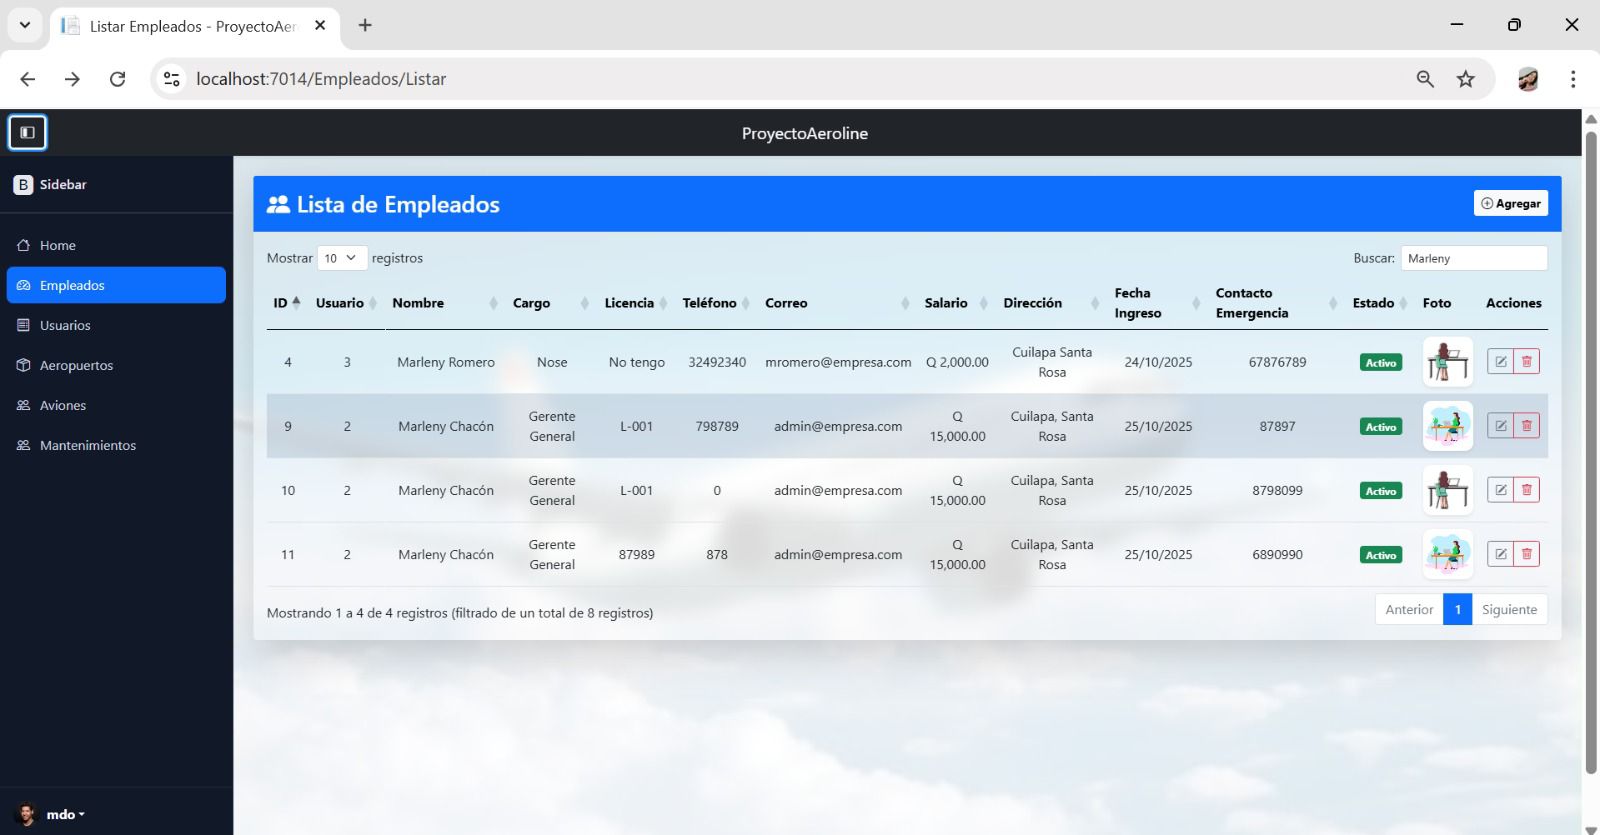 Listar Empleados - ProyectoAer
localhost:7014/Empleados/Listar
ProyectoAeroline
B Sidebar
Home
Empleados
Usuarios
Aeropuertos
Aviones
Mantenimientos
mdo
Lista de Empleados
Agregar
Mostrar 10 registros
Buscar: Marleny
ID Usuario Nombre Cargo Licencia Teléfono Correo Salario Dirección Fecha Ingreso Contacto Emergencia Estado Foto Acciones
4 3 Marleny Romero Nose No tengo 32492340 mromero@empresa.com Q 2,000.00 Cuilapa Santa Rosa 24/10/2025 67876789 Activo
9 2 Marleny Chacón Gerente General L-001 798789 admin@empresa.com Q 15,000.00 Cuilapa, Santa Rosa 25/10/2025 87897 Activo
10 2 Marleny Chacón Gerente General L-001 0 admin@empresa.com Q 15,000.00 Cuilapa, Santa Rosa 25/10/2025 8798099 Activo
11 2 Marleny Chacón Gerente General 87989 878 admin@empresa.com Q 15,000.00 Cuilapa, Santa Rosa 25/10/2025 6890990 Activo
Mostrando 1 a 4 de 4 registros (filtrado de un total de 8 registros)
Anterior 1 Siguiente